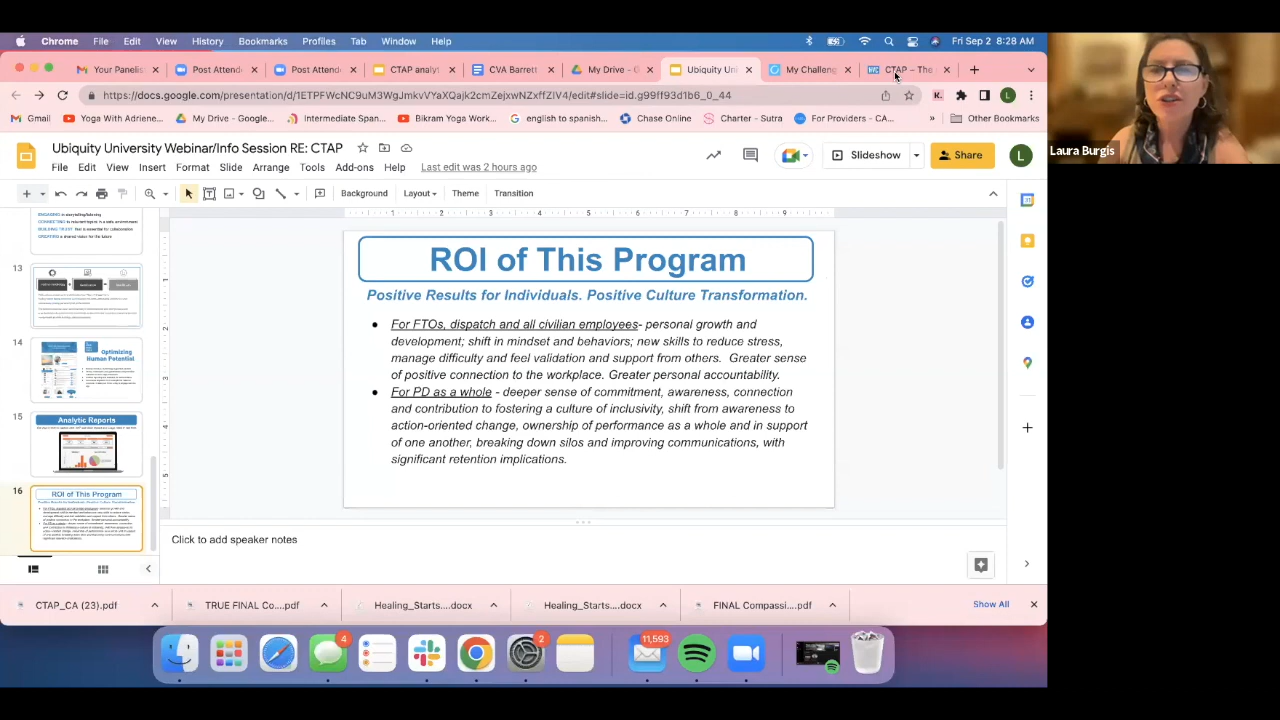 Chrome File Edit View History Bookmarks Profiles Tab Window Help Fri Sep 2 8:28 AM
Your Panelis Post Attend Post Attend CTAP analyt CVA Barrett My Drive - G Ubiquity Uni My Challeng CTAP – The
https://docs.google.com/presentation/d/1ETPFWcNC9uM3WgJmkvVYaXQa2XmZejxwNZxffZIV4/edit#slide=id.g99ff93d1b6_0_44
Gmail Yoga With Adriene... My Drive - Google... Intermediate Span... Bikram Yoga Work... english to spanish... Chase Online Charter - Sutra For Providers - CA... » Other Bookmarks
Ubiquity University Webinar/Info Session RE: CTAP
File Edit View Insert Format Slide Arrange Tools Add-ons Help Last edit was 2 hours ago
Slideshow Share L
Laura Burgis
Background Layout Theme Transition
13
14
Optimizing
Human Potential
15
Analytic Reports
16
ROI of This Program
ROI of This Program
Positive Results for Individuals. Positive Culture Transformation.
● For FTOs, dispatch and all civilian employees- personal growth and
development; shift mindset and behaviors; new skills to reduce stress,
manage difficulty and feel validation and support from others. Greater sense
of positive connection to workplace. Greater personal accountability.
● For PD as a whole - deeper sense of commitment, awareness, connection
and contribution to fostering a culture of inclusivity, shift from awareness to
action, improving resilience and performance as a whole and in support
of one another, breaking down silos and improving communications, with
significant retention implications.
Click to add speaker notes
CTAP_CA (23).pdf TRUE FINAL Co....pdf Healing_Starts....docx Healing_Starts....docx FINAL Compassi....pdf Show All
4 2 11,593